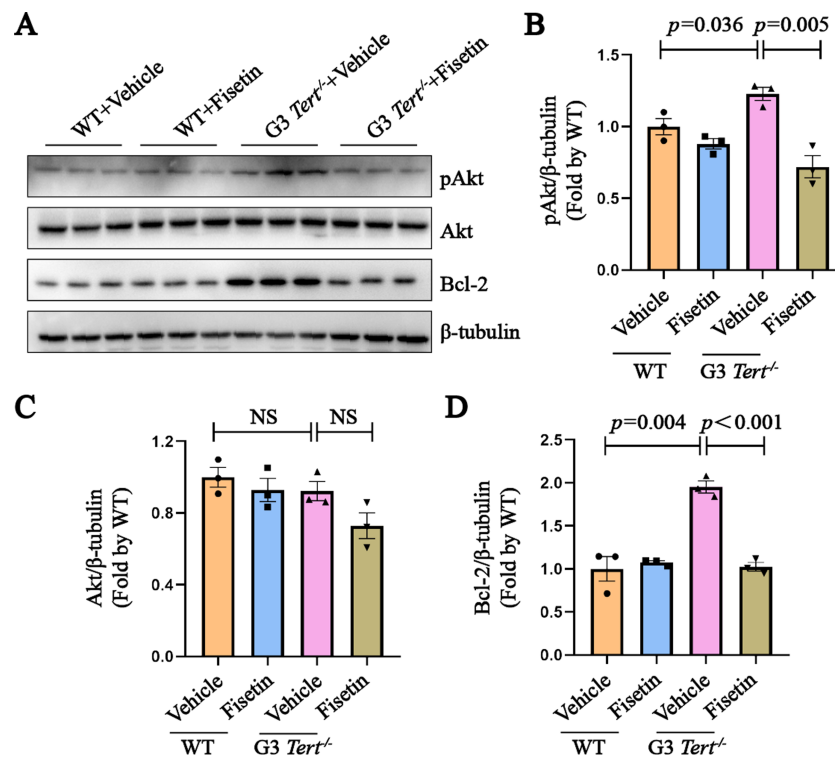 A
WT+Vehicle
WT+Fisetin
G3 Tert-/-+Vehicle
G3 Tert-/-+Fisetin
pAkt
Akt
Bcl-2
β-tubulin
B
p=0.036 p=0.005
pAkt/β-tubulin
(Fold by WT)
1.5
1.0
0.5
0.0
Vehicle Fisetin Vehicle Fisetin
WT G3 Tert-/-
C
NS NS
Akt/β-tubulin
(Fold by WT)
1.2
0.8
0.4
0.0
Vehicle Fisetin Vehicle Fisetin
WT G3 Tert-/-
D
p=0.004 p<0.001
Bcl-2/β-tubulin
(Fold by WT)
2.5
2.0
1.5
1.0
0.5
0.0
Vehicle Fisetin Vehicle Fisetin
WT G3 Tert-/-